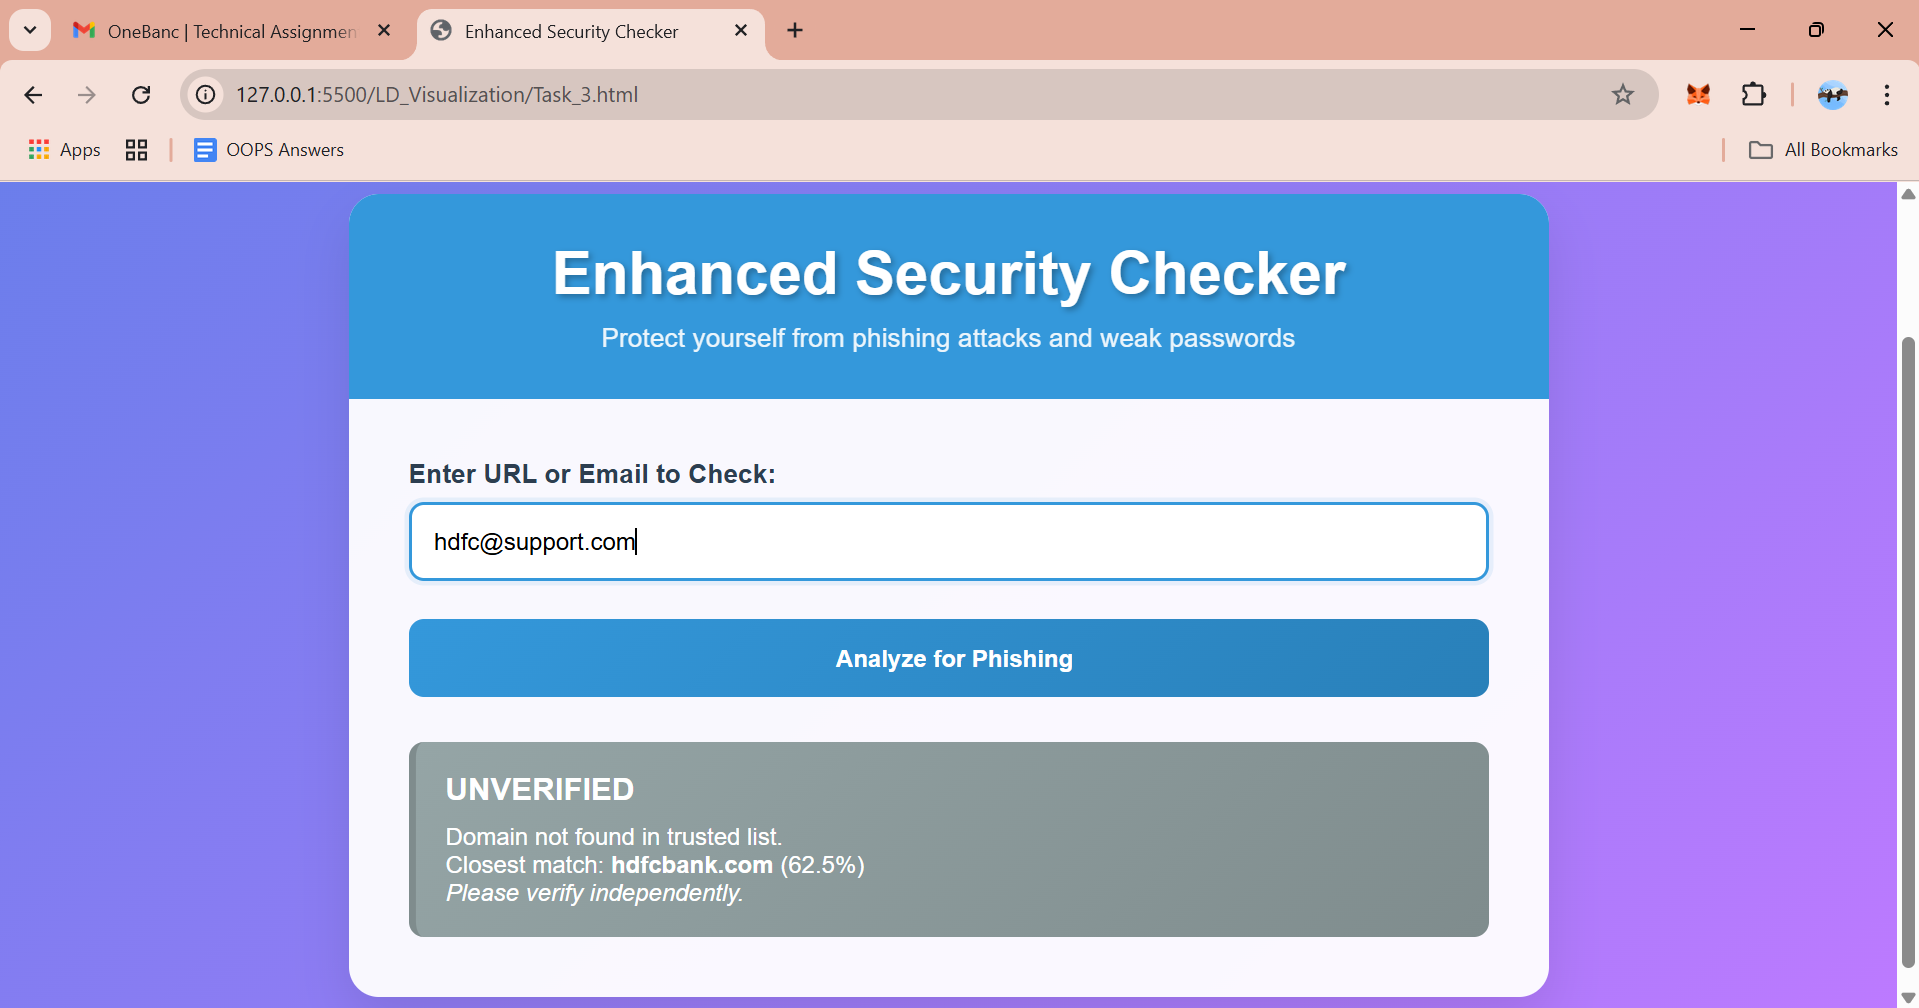 OneBanc | Technical Assignmen
Enhanced Security Checker
127.0.0.1:5500/LD_Visualization/Task_3.html
Apps
OOPS Answers
All Bookmarks
Enhanced Security Checker
Protect yourself from phishing attacks and weak passwords
Enter URL or Email to Check:
hdfc@support.com
Analyze for Phishing
UNVERIFIED
Domain not found in trusted list.
Closest match: hdfcbank.com (62.5%)
Please verify independently.